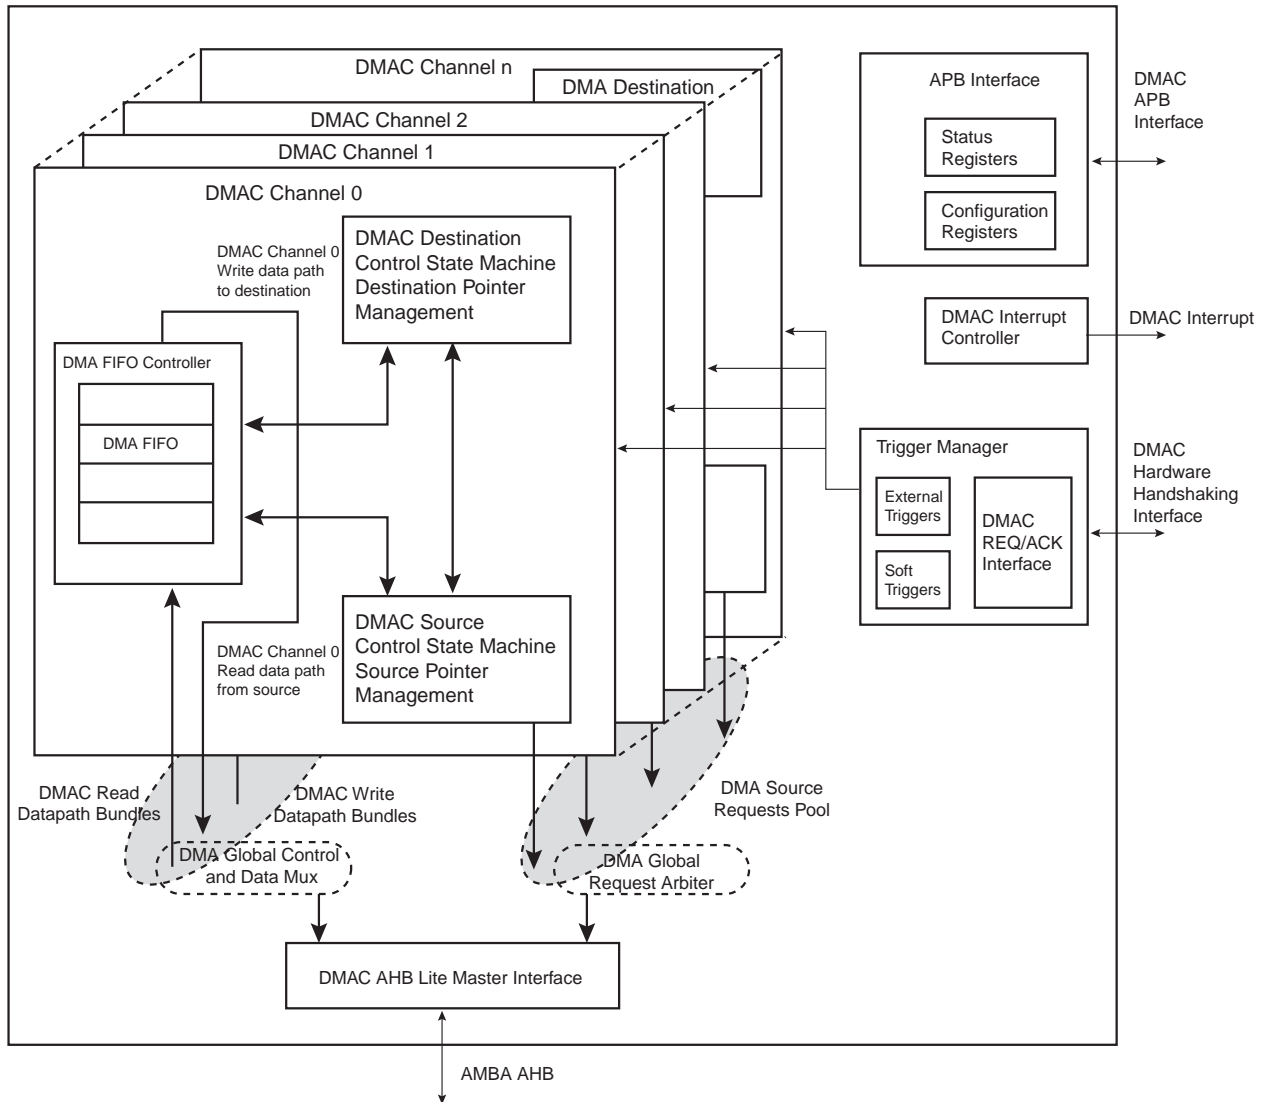 DMAC Channel n
DMA Destination
DMAC Channel 2
DMAC Channel 1
DMAC Channel 0
DMAC Destination
Control State Machine
Destination Pointer
Management
DMAC Channel 0
Write data path
to destination
DMA FIFO Controller
DMA FIFO
DMAC Channel 0
Read data path
from source
DMAC Source
Control State Machine
Source Pointer
Management
APB Interface
Status
Registers
Configuration
Registers
DMAC
APB
Interface
DMAC Interrupt
Controller
DMAC Interrupt
Trigger Manager
External
Triggers
Soft
Triggers
DMAC
REQ/ACK
Interface
DMAC
Hardware
Handshaking
Interface
DMAC Read
Datapath Bundles
DMAC Write
Datapath Bundles
DMA Source
Requests Pool
DMA Global Control
and Data Mux
DMA Global
Request Arbiter
DMAC AHB Lite Master Interface
AMBA AHB